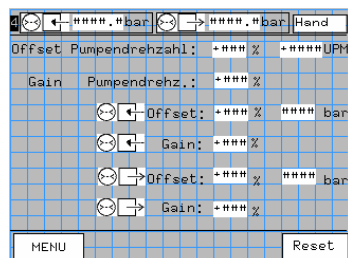 4 ####.#bar ####.#bar Hand
Offset Pumpendrehzahl: +### % +####UPM
Gain Pumpendrehz.: +### %
Offset: +### % #### bar
Gain: +### %
Offset: +### % #### bar
Gain: +### %
MENU Reset